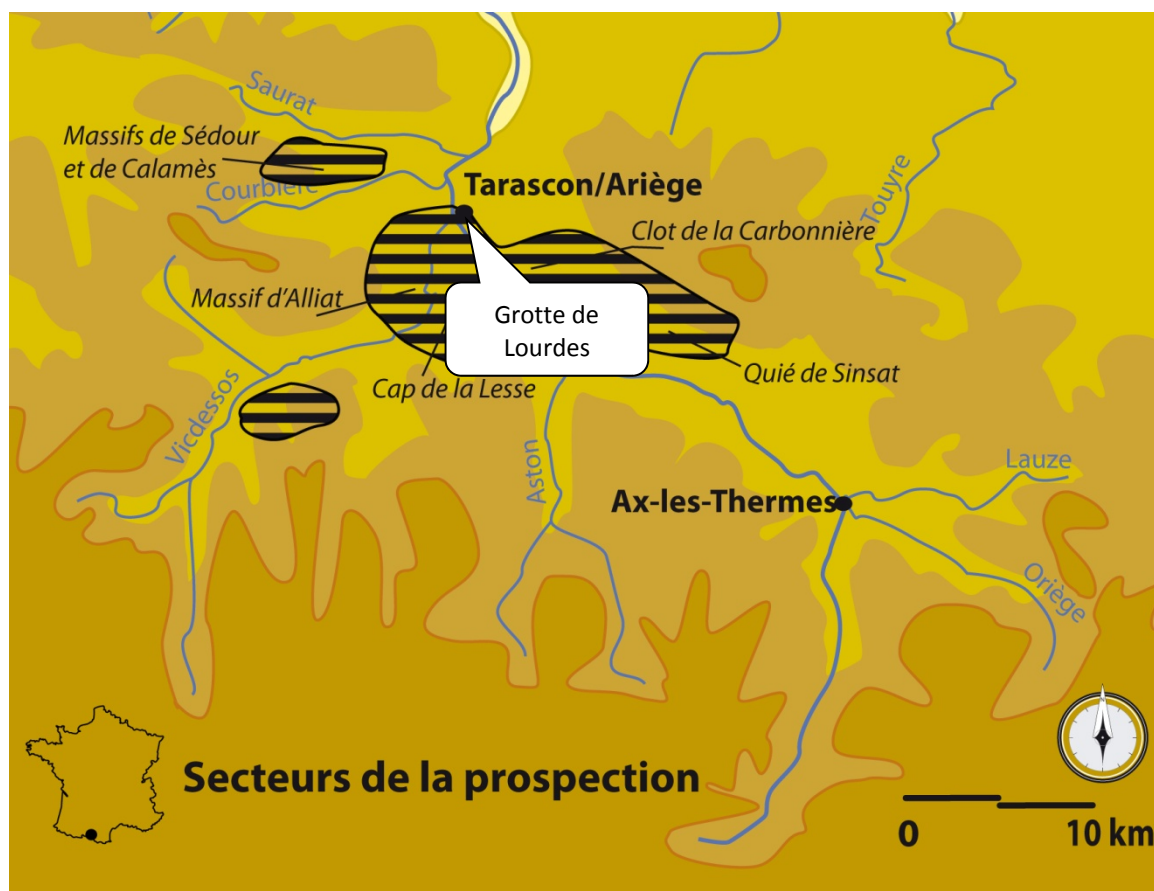 Saurat
Massifs de Sédour
et de Calamès
Courbière
Tarascon/Ariège
Touyre
Clot de la Carbonnière
Massif d'Alliat
Grotte de
Lourdes
Cap de la Lesse
Quié de Sinsat
Vicdessos
Aston
Lauze
Ax-les-Thermes
Oriège
Secteurs de la prospection
0
10 km